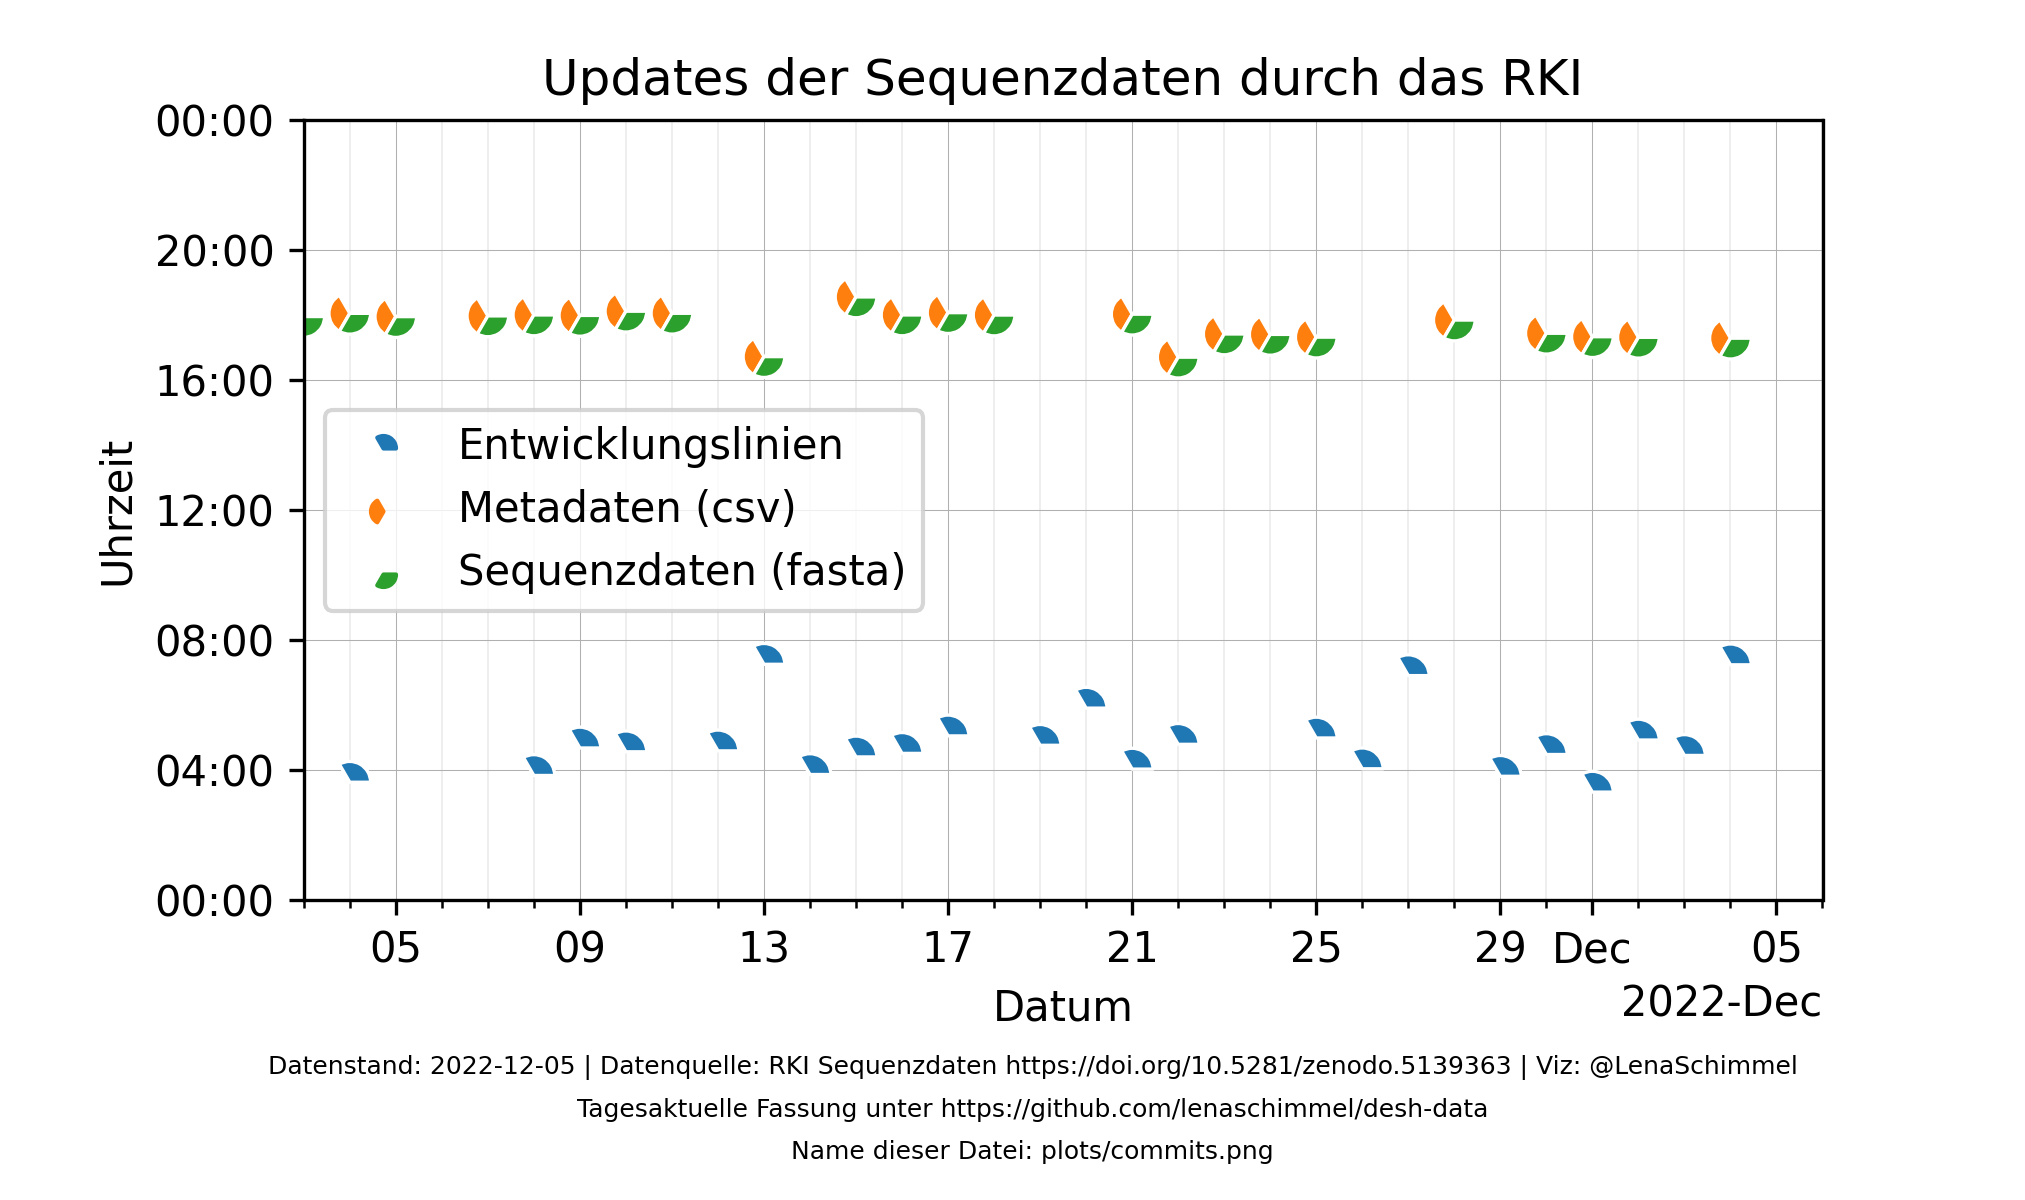 Updates der Sequenzdaten durch das RKI
00:00
20:00
16:00
12:00
08:00
04:00
00:00
Uhrzeit
Entwicklungslinien
Metadaten (csv)
Sequenzdaten (fasta)
05 09 13 17 21 25 29 Dec 05
Datum
2022-Dec
Datenstand: 2022-12-05 | Datenquelle: RKI Sequenzdaten https://doi.org/10.5281/zenodo.5139363 | Viz: @LenaSchimmel
Tagesaktuelle Fassung unter https://github.com/lenaschimmel/desh-data
Name dieser Datei: plots/commits.png